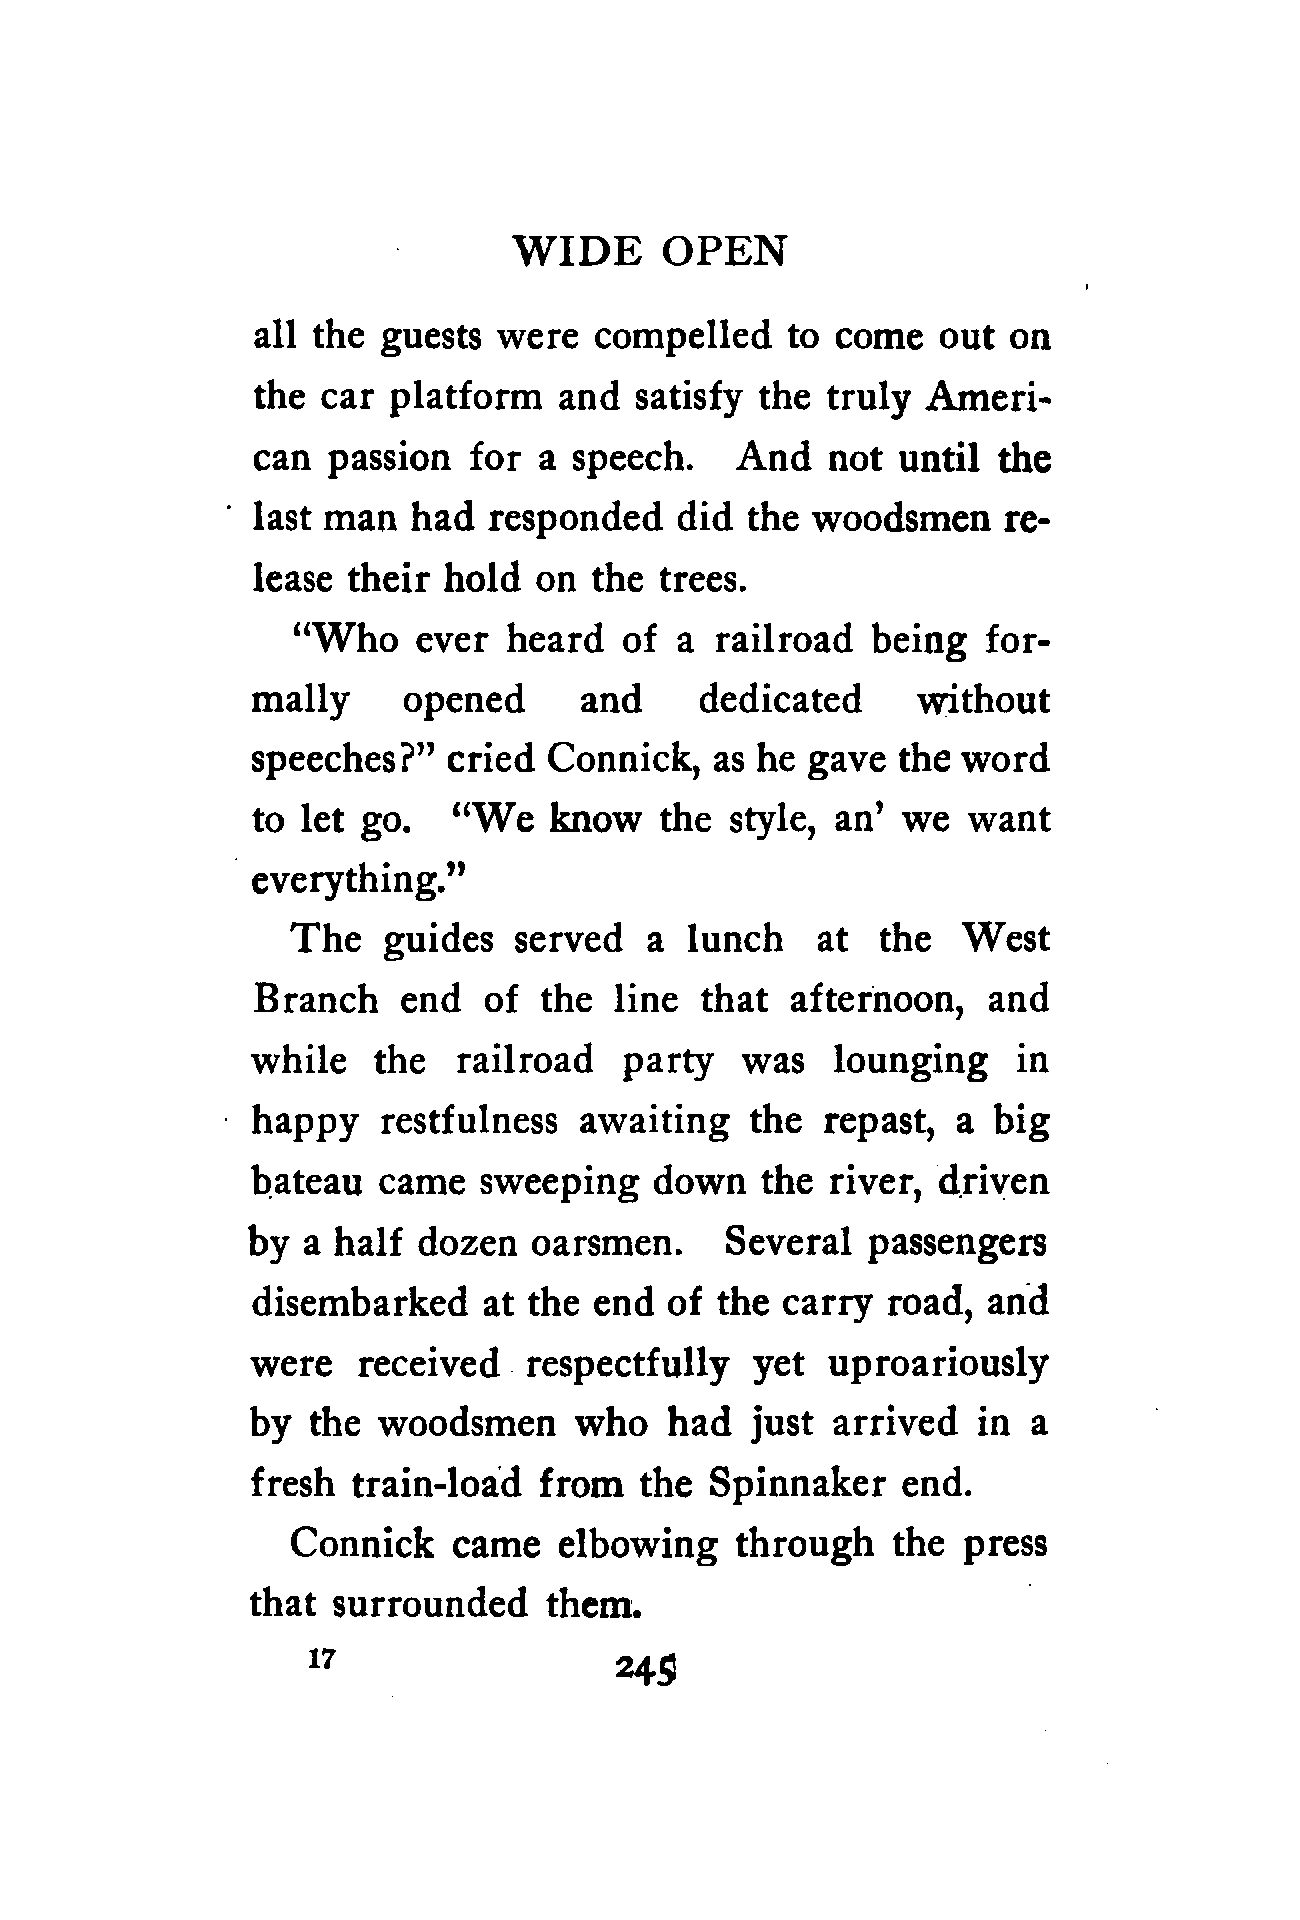 WIDE OPEN
all the guests were compelled to come out on
the car platform and satisfy the truly Ameri-
can passion for a speech. And not until the
last man had responded did the woodsmen re-
lease their hold on the trees.
“Who ever heard of a railroad being for-
mally opened and dedicated without
speeches?” cried Connick, as he gave the word
to let go. “We know the style, an’ we want
everything.”
The guides served a lunch at the West
Branch end of the line that afternoon, and
while the railroad party was lounging in
happy restfulness awaiting the repast, a big
bateau came sweeping down the river, driven
by a half dozen oarsmen. Several passengers
disembarked at the end of the carry road, and
were received respectfully yet uproariously
by the woodsmen who had just arrived in a
fresh train-load from the Spinnaker end.
Connick came elbowing through the press
that surrounded them.
17 245